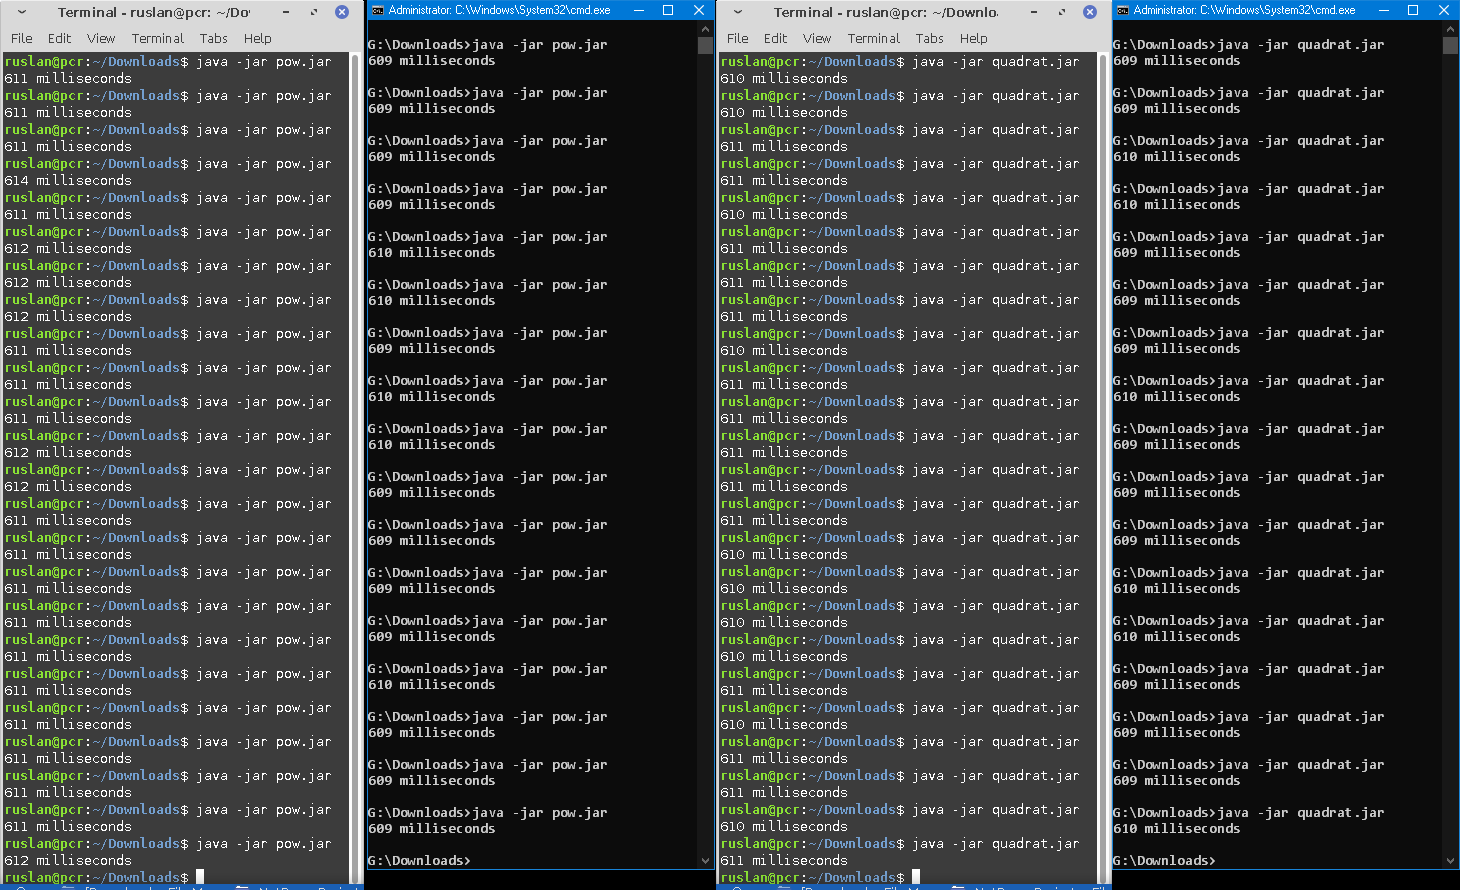 Terminal - ruslan@pcr: ~/Do
File Edit View Terminal Tabs Help
ruslan@pcr:~/Downloads$ java -jar pow.jar
611 milliseconds
ruslan@pcr:~/Downloads$ java -jar pow.jar
611 milliseconds
ruslan@pcr:~/Downloads$ java -jar pow.jar
611 milliseconds
ruslan@pcr:~/Downloads$ java -jar pow.jar
614 milliseconds
ruslan@pcr:~/Downloads$ java -jar pow.jar
611 milliseconds
ruslan@pcr:~/Downloads$ java -jar pow.jar
612 milliseconds
ruslan@pcr:~/Downloads$ java -jar pow.jar
612 milliseconds
ruslan@pcr:~/Downloads$ java -jar pow.jar
612 milliseconds
ruslan@pcr:~/Downloads$ java -jar pow.jar
611 milliseconds
ruslan@pcr:~/Downloads$ java -jar pow.jar
611 milliseconds
ruslan@pcr:~/Downloads$ java -jar pow.jar
611 milliseconds
ruslan@pcr:~/Downloads$ java -jar pow.jar
612 milliseconds
ruslan@pcr:~/Downloads$ java -jar pow.jar
612 milliseconds
ruslan@pcr:~/Downloads$ java -jar pow.jar
611 milliseconds
ruslan@pcr:~/Downloads$ java -jar pow.jar
611 milliseconds
ruslan@pcr:~/Downloads$ java -jar pow.jar
611 milliseconds
ruslan@pcr:~/Downloads$ java -jar pow.jar
611 milliseconds
ruslan@pcr:~/Downloads$ java -jar pow.jar
611 milliseconds
ruslan@pcr:~/Downloads$ java -jar pow.jar
611 milliseconds
ruslan@pcr:~/Downloads$ java -jar pow.jar
611 milliseconds
ruslan@pcr:~/Downloads$ java -jar pow.jar
611 milliseconds
ruslan@pcr:~/Downloads$ java -jar pow.jar
611 milliseconds
ruslan@pcr:~/Downloads$ java -jar pow.jar
611 milliseconds
ruslan@pcr:~/Downloads$ java -jar pow.jar
612 milliseconds
ruslan@pcr:~/Downloads$
Administrator: C:\Windows\System32\cmd.exe
G:\Downloads>java -jar pow.jar
609 milliseconds
G:\Downloads>java -jar pow.jar
609 milliseconds
G:\Downloads>java -jar pow.jar
609 milliseconds
G:\Downloads>java -jar pow.jar
609 milliseconds
G:\Downloads>java -jar pow.jar
610 milliseconds
G:\Downloads>java -jar pow.jar
610 milliseconds
G:\Downloads>java -jar pow.jar
609 milliseconds
G:\Downloads>java -jar pow.jar
610 milliseconds
G:\Downloads>java -jar pow.jar
610 milliseconds
G:\Downloads>java -jar pow.jar
609 milliseconds
G:\Downloads>java -jar pow.jar
609 milliseconds
G:\Downloads>java -jar pow.jar
609 milliseconds
G:\Downloads>java -jar pow.jar
609 milliseconds
G:\Downloads>java -jar pow.jar
610 milliseconds
G:\Downloads>java -jar pow.jar
609 milliseconds
G:\Downloads>java -jar pow.jar
609 milliseconds
G:\Downloads>java -jar pow.jar
609 milliseconds
G:\Downloads>
Terminal - ruslan@pcr: ~/Downlo
File Edit View Terminal Tabs Help
ruslan@pcr:~/Downloads$ java -jar quadrat.jar
610 milliseconds
ruslan@pcr:~/Downloads$ java -jar quadrat.jar
610 milliseconds
ruslan@pcr:~/Downloads$ java -jar quadrat.jar
611 milliseconds
ruslan@pcr:~/Downloads$ java -jar quadrat.jar
611 milliseconds
ruslan@pcr:~/Downloads$ java -jar quadrat.jar
610 milliseconds
ruslan@pcr:~/Downloads$ java -jar quadrat.jar
611 milliseconds
ruslan@pcr:~/Downloads$ java -jar quadrat.jar
611 milliseconds
ruslan@pcr:~/Downloads$ java -jar quadrat.jar
611 milliseconds
ruslan@pcr:~/Downloads$ java -jar quadrat.jar
610 milliseconds
ruslan@pcr:~/Downloads$ java -jar quadrat.jar
611 milliseconds
ruslan@pcr:~/Downloads$ java -jar quadrat.jar
611 milliseconds
ruslan@pcr:~/Downloads$ java -jar quadrat.jar
611 milliseconds
ruslan@pcr:~/Downloads$ java -jar quadrat.jar
611 milliseconds
ruslan@pcr:~/Downloads$ java -jar quadrat.jar
611 milliseconds
ruslan@pcr:~/Downloads$ java -jar quadrat.jar
610 milliseconds
ruslan@pcr:~/Downloads$ java -jar quadrat.jar
610 milliseconds
ruslan@pcr:~/Downloads$ java -jar quadrat.jar
610 milliseconds
ruslan@pcr:~/Downloads$ java -jar quadrat.jar
610 milliseconds
ruslan@pcr:~/Downloads$ java -jar quadrat.jar
611 milliseconds
ruslan@pcr:~/Downloads$ java -jar quadrat.jar
610 milliseconds
ruslan@pcr:~/Downloads$ java -jar quadrat.jar
611 milliseconds
ruslan@pcr:~/Downloads$ java -jar quadrat.jar
611 milliseconds
ruslan@pcr:~/Downloads$ java -jar quadrat.jar
610 milliseconds
ruslan@pcr:~/Downloads$ java -jar quadrat.jar
611 milliseconds
ruslan@pcr:~/Downloads$
Administrator: C:\Windows\System32\cmd.exe
G:\Downloads>java -jar quadrat.jar
609 milliseconds
G:\Downloads>java -jar quadrat.jar
609 milliseconds
G:\Downloads>java -jar quadrat.jar
610 milliseconds
G:\Downloads>java -jar quadrat.jar
610 milliseconds
G:\Downloads>java -jar quadrat.jar
609 milliseconds
G:\Downloads>java -jar quadrat.jar
609 milliseconds
G:\Downloads>java -jar quadrat.jar
609 milliseconds
G:\Downloads>java -jar quadrat.jar
610 milliseconds
G:\Downloads>java -jar quadrat.jar
609 milliseconds
G:\Downloads>java -jar quadrat.jar
609 milliseconds
G:\Downloads>java -jar quadrat.jar
609 milliseconds
G:\Downloads>java -jar quadrat.jar
610 milliseconds
G:\Downloads>java -jar quadrat.jar
610 milliseconds
G:\Downloads>java -jar quadrat.jar
609 milliseconds
G:\Downloads>java -jar quadrat.jar
609 milliseconds
G:\Downloads>java -jar quadrat.jar
609 milliseconds
G:\Downloads>java -jar quadrat.jar
610 milliseconds
G:\Downloads>